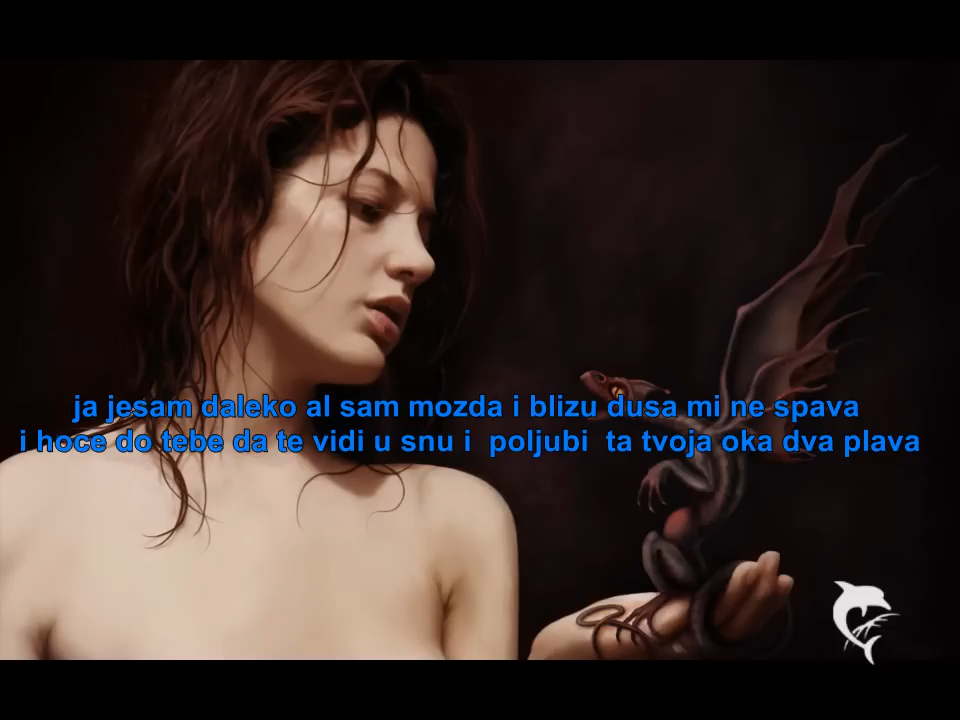 ja jesam daleko al sam mozda i blizu dusa mi ne spava
i hoce do tebe da te vidi u snu i  poljubi  ta tvoja oka dva plava